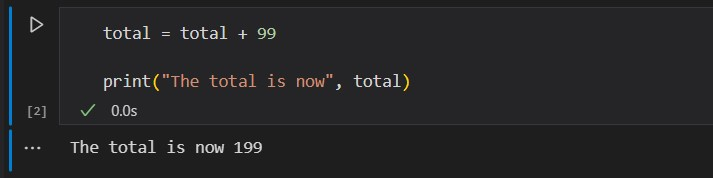 total = total + 99
print("The total is now", total)
[2]
0.0s
The total is now 199